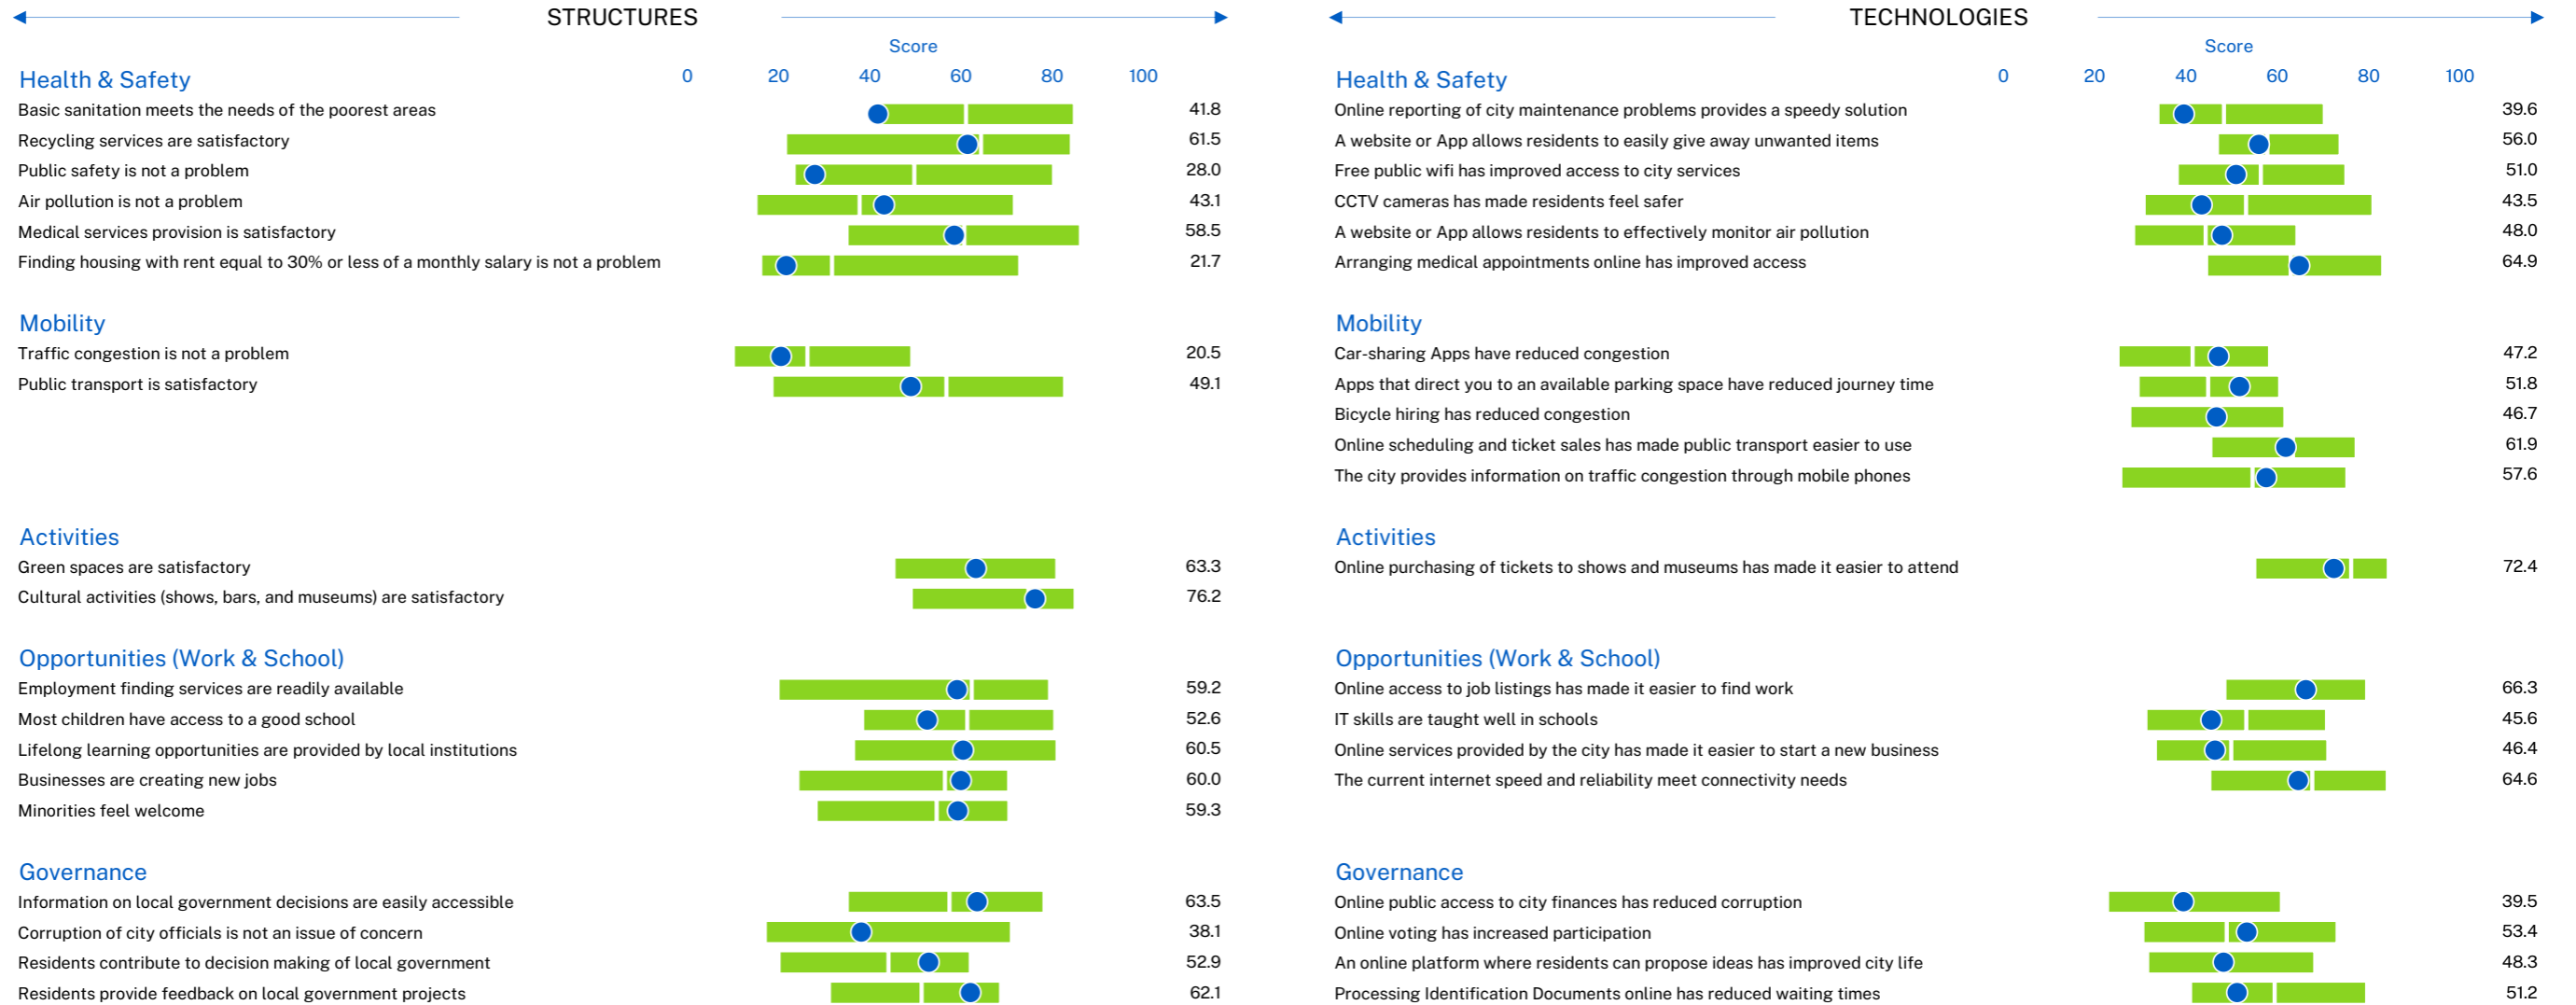 STRUCTURES
Score
Health & Safety 0 20 40 60 80 100
Basic sanitation meets the needs of the poorest areas 41.8
Recycling services are satisfactory 61.5
Public safety is not a problem 28.0
Air pollution is not a problem 43.1
Medical services provision is satisfactory 58.5
Finding housing with rent equal to 30% or less of a monthly salary is not a problem 21.7
Mobility
Traffic congestion is not a problem 20.5
Public transport is satisfactory 49.1
Activities
Green spaces are satisfactory 63.3
Cultural activities (shows, bars, and museums) are satisfactory 76.2
Opportunities (Work & School)
Employment finding services are readily available 59.2
Most children have access to a good school 52.6
Lifelong learning opportunities are provided by local institutions 60.5
Businesses are creating new jobs 60.0
Minorities feel welcome 59.3
Governance
Information on local government decisions are easily accessible 63.5
Corruption of city officials is not an issue of concern 38.1
Residents contribute to decision making of local government 52.9
Residents provide feedback on local government projects 62.1
TECHNOLOGIES
Score
Health & Safety 0 20 40 60 80 100
Online reporting of city maintenance problems provides a speedy solution 39.6
A website or App allows residents to easily give away unwanted items 56.0
Free public wifi has improved access to city services 51.0
CCTV cameras has made residents feel safer 43.5
A website or App allows residents to effectively monitor air pollution 48.0
Arranging medical appointments online has improved access 64.9
Mobility
Car-sharing Apps have reduced congestion 47.2
Apps that direct you to an available parking space have reduced journey time 51.8
Bicycle hiring has reduced congestion 46.7
Online scheduling and ticket sales has made public transport easier to use 61.9
The city provides information on traffic congestion through mobile phones 57.6
Activities
Online purchasing of tickets to shows and museums has made it easier to attend 72.4
Opportunities (Work & School)
Online access to job listings has made it easier to find work 66.3
IT skills are taught well in schools 45.6
Online services provided by the city has made it easier to start a new business 46.4
The current internet speed and reliability meet connectivity needs 64.6
Governance
Online public access to city finances has reduced corruption 39.5
Online voting has increased participation 53.4
An online platform where residents can propose ideas has improved city life 48.3
Processing Identification Documents online has reduced waiting times 51.2